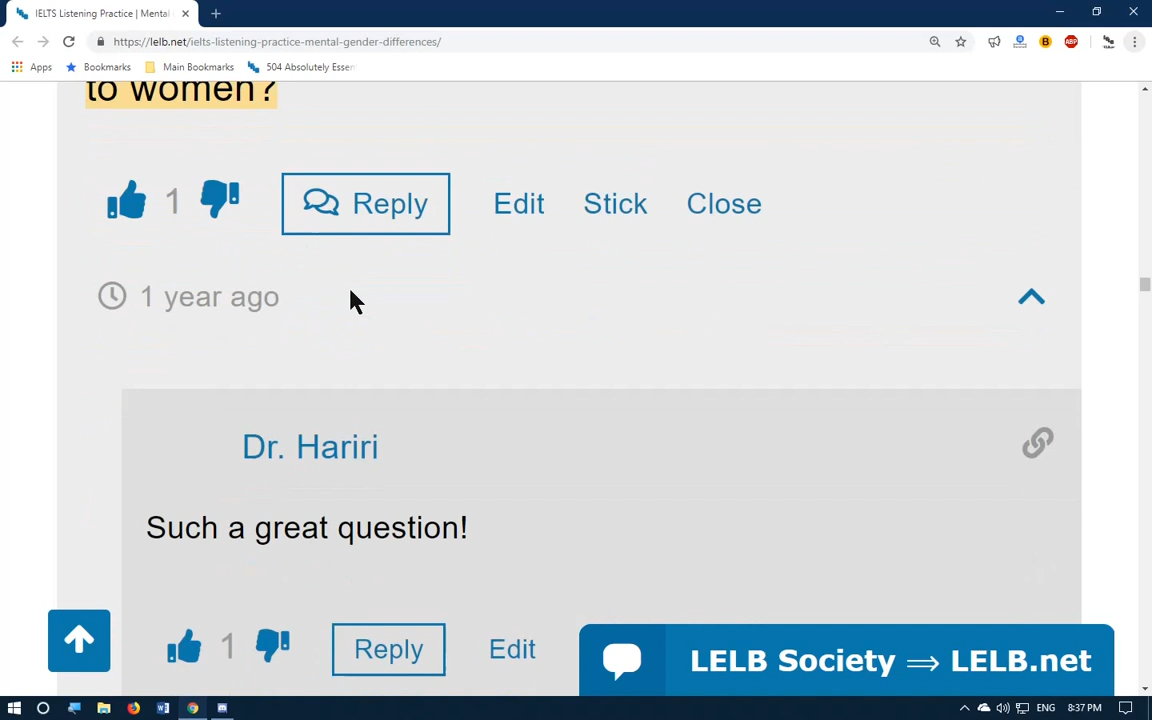 IELTS Listening Practice | Mental
https://lelb.net/ielts-listening-practice-mental-gender-differences/
Apps Bookmarks Main Bookmarks 504 Absolutely Essen
to women?
1 Reply Edit Stick Close
1 year ago
Dr. Hariri
Such a great question!
1 Reply Edit
LELB Society ⇒ LELB.net
ENG 8:37 PM